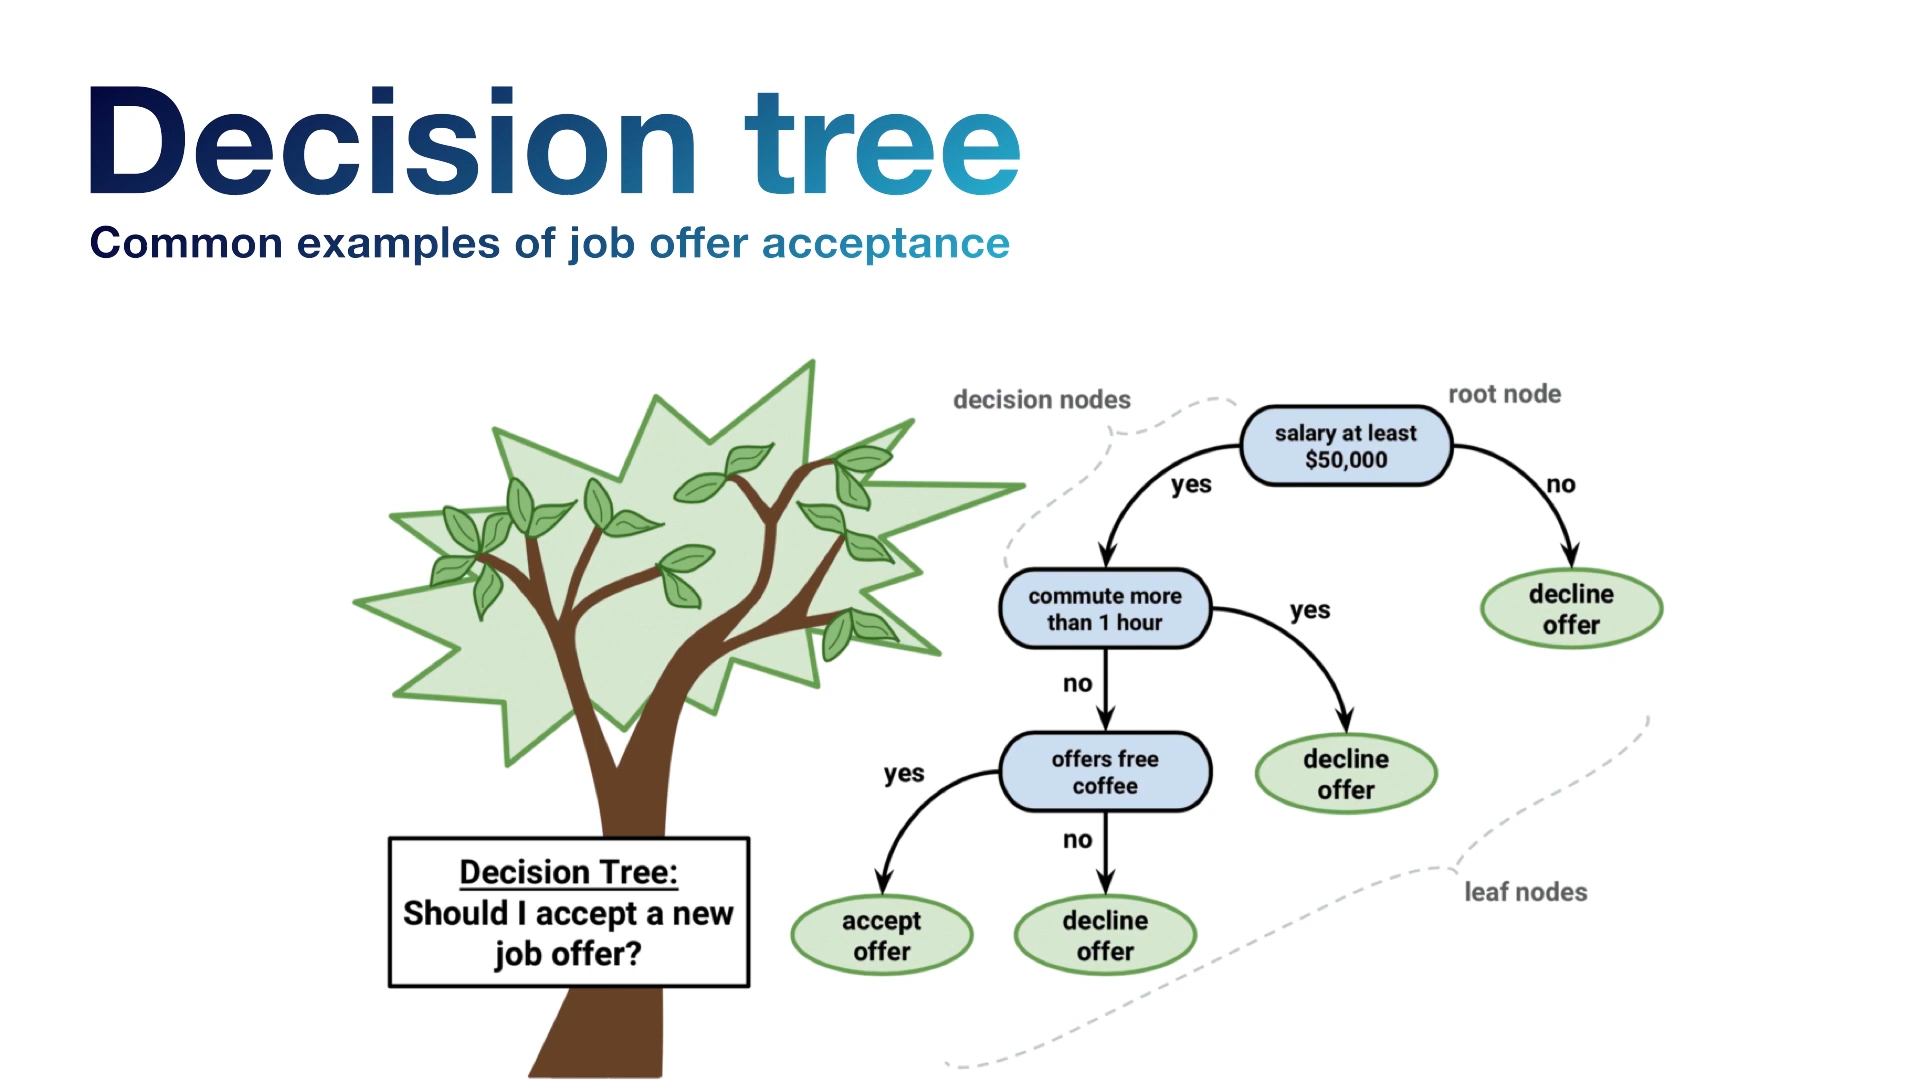 Decision tree
Common examples of job offer acceptance
decision nodes
root node
salary at least
$50,000
yes
no
commute more
than 1 hour
yes
decline
offer
no
offers free
coffee
decline
offer
yes
no
leaf nodes
accept
offer
decline
offer
Decision Tree:
Should I accept a new
job offer?